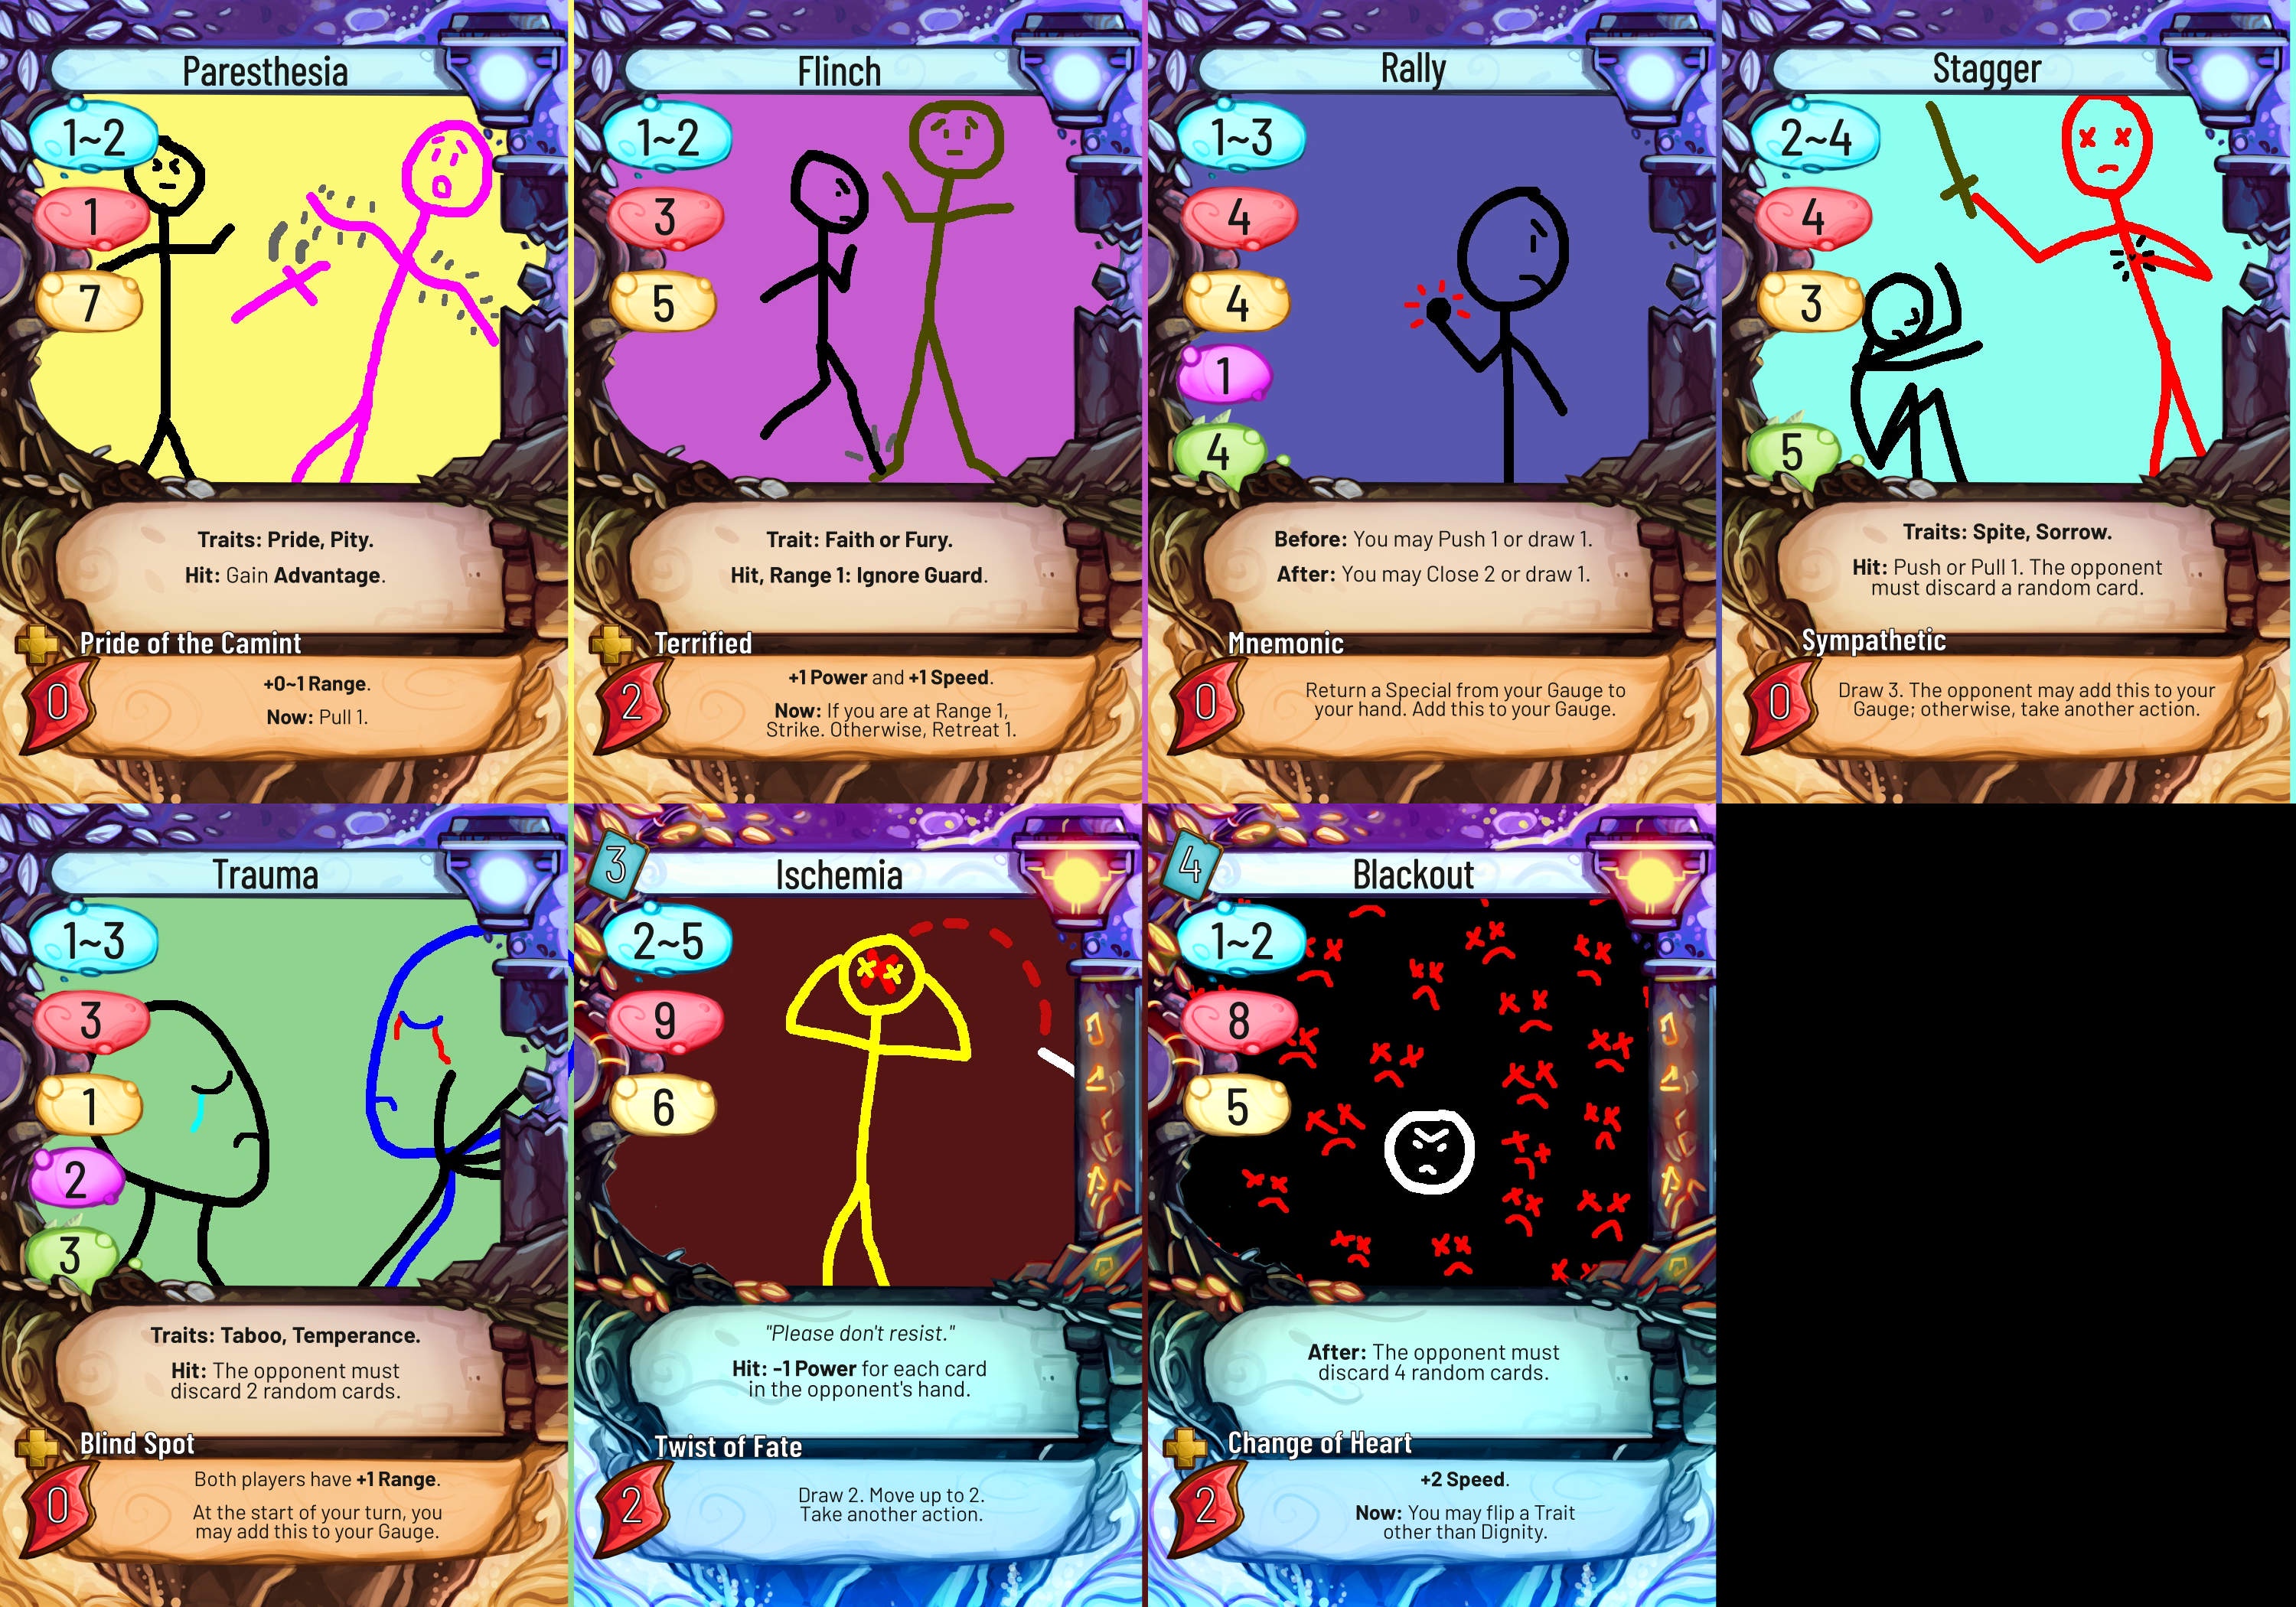 Paresthesia
1~2
1
7
Traits: Pride, Pity.
Hit: Gain Advantage.
Pride of the Camint
0
+0~1 Range.
Now: Pull 1.
Flinch
1~2
3
5
Trait: Faith or Fury.
Hit, Range 1: Ignore Guard.
Terrified
2
+1 Power and +1 Speed.
Now: If you are at Range 1,
Strike. Otherwise, Retreat 1.
Rally
1~3
4
4
1
4
Before: You may Push 1 or draw 1.
After: You may Close 2 or draw 1.
Mnemonic
0
Return a Special from your Gauge to
your hand. Add this to your Gauge.
Stagger
2~4
4
3
5
Traits: Spite, Sorrow.
Hit: Push or Pull 1. The opponent
must discard a random card.
Sympathetic
0
Draw 3. The opponent may add this to your
Gauge; otherwise, take another action.
Trauma
1~3
3
1
2
3
Traits: Taboo, Temperance.
Hit: The opponent must
discard 2 random cards.
Blind Spot
0
Both players have +1 Range.
At the start of your turn, you
may add this to your Gauge.
3
Ischemia
2~5
9
6
"Please don't resist."
Hit: -1 Power for each card
in the opponent's hand.
Twist of Fate
2
Draw 2. Move up to 2.
Take another action.
4
Blackout
1~2
8
5
After: The opponent must
discard 4 random cards.
Change of Heart
2
+2 Speed.
Now: You may flip a Trait
other than Dignity.